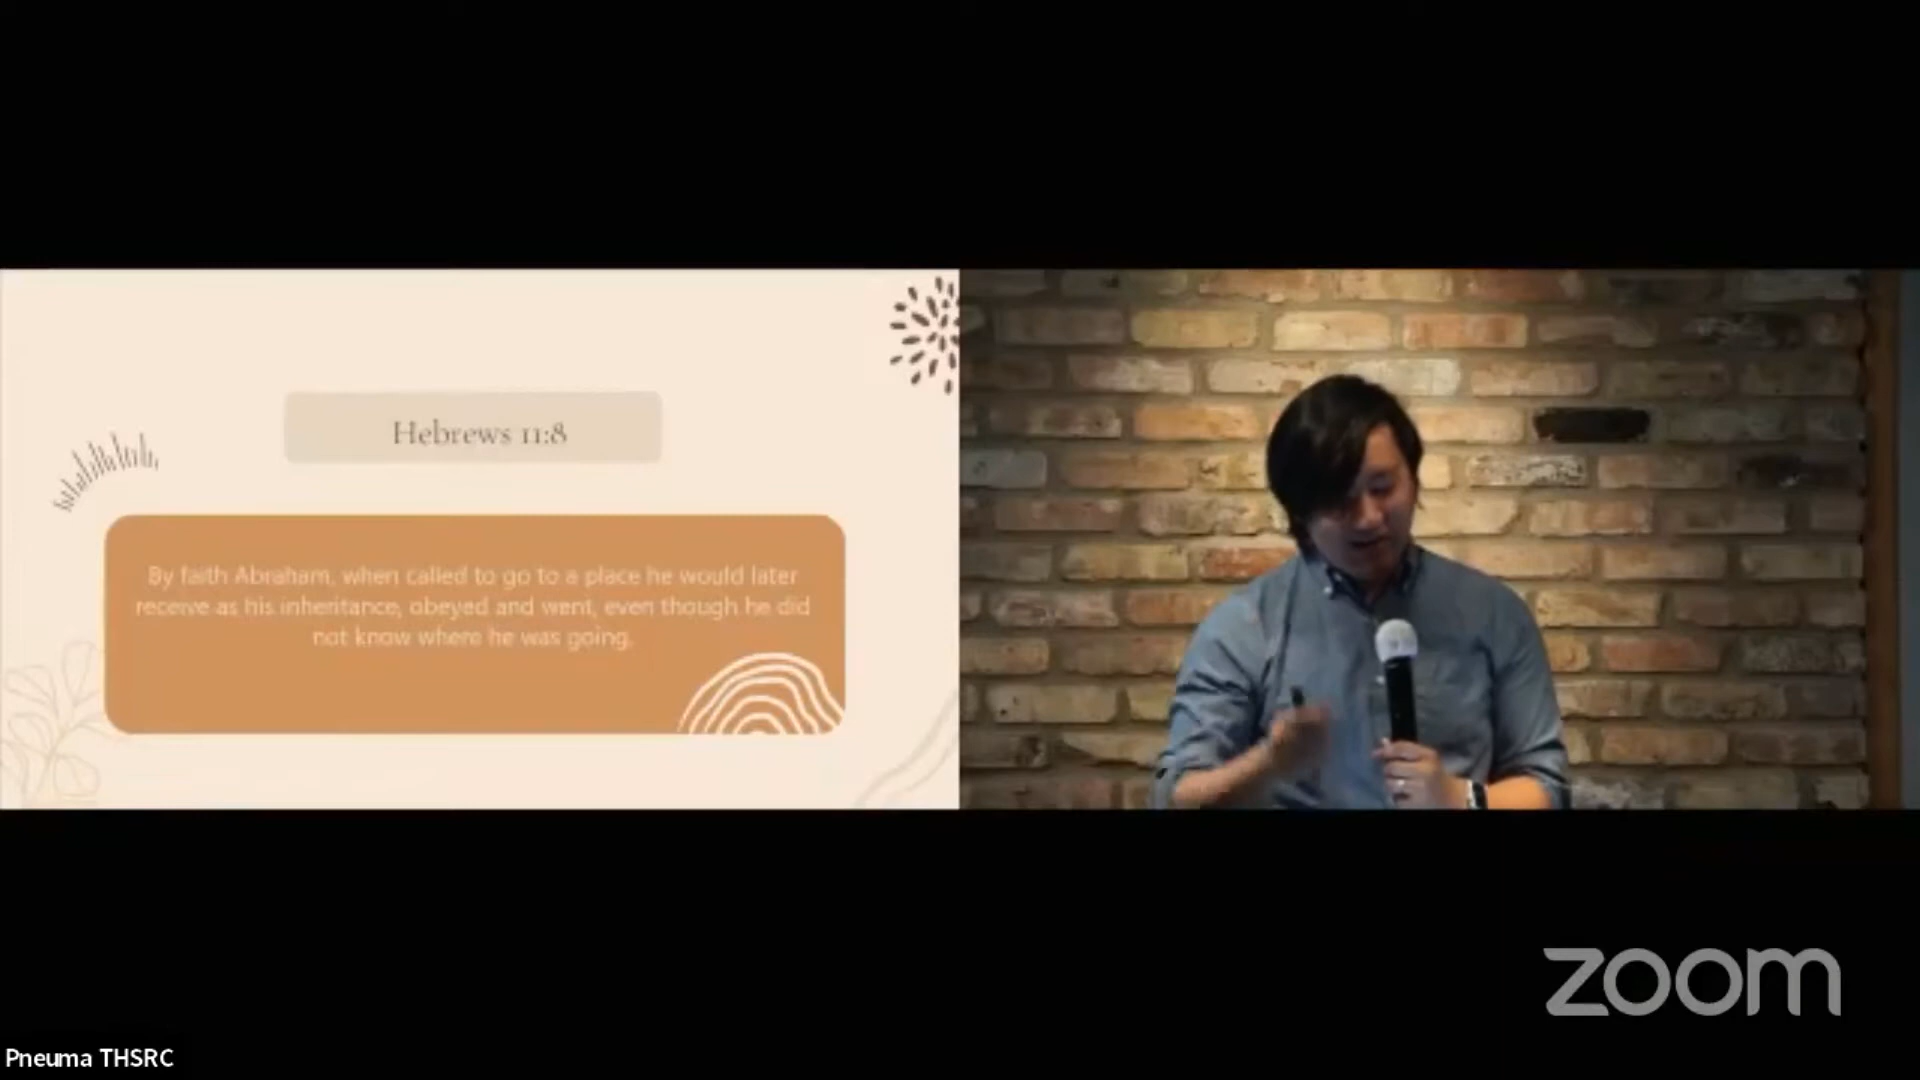 Hebrews 11:8
By faith Abraham, when called to go to a place he would later
receive as his inheritance, obeyed and went, even though he did
not know where he was going.
zoom
Pneuma THSRC